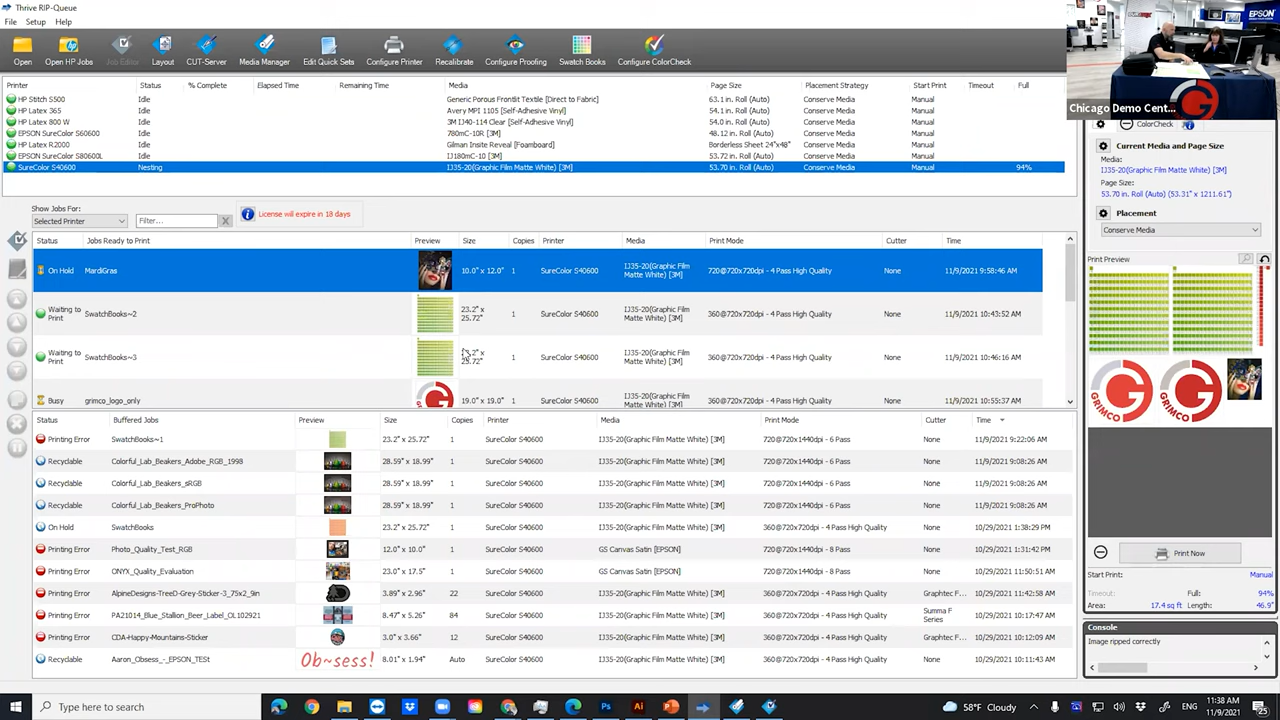 Thrive RIP-Queue
File Setup Help
Open Open HP Jobs Job Editor Layout CUT-Server Media Manager Edit Quick Sets Configure Printer Recalibrate Configure Proofing Swatch Books Configure ColorCheck
EPSON
Chicago Demo Cent...
Printer Status % Complete Elapsed Time Remaining Time Media Page Size Placement Strategy Start Print Timeout Full
HP Stitch S500 Idle Generic Porous Frontlit Textile [Direct to Fabric] 63.1 in. Roll (Auto) Conserve Media Manual
HP Latex 365 Idle Avery MPI 1105 [Self-Adhesive Vinyl] 54.0 in. Roll (Auto) Conserve Media Manual
HP Latex 800 W Idle 3M IJ40-114 Clear [Self-Adhesive Vinyl] 54.0 in. Roll (Auto) Conserve Media Manual
EPSON SureColor S60600 Idle 780mC-10R [3M] 48.12 in. Roll (Auto) Conserve Media Manual
HP Latex R2000 Idle Gilman Insite Reveal [Foamboard] Borderless Sheet 24"x48" Conserve Media Manual
EPSON SureColor S80600L Idle IJ180mC-10 [3M] 53.72 in. Roll (Auto) Conserve Media Manual
SureColor S40600 Nesting IJ35-20(Graphic Film Matte White) [3M] 53.70 in. Roll (Auto) Conserve Media Manual 94%
Show Jobs For:
Selected Printer Filter... X License will expire in 18 days
Status Jobs Ready to Print Preview Size Copies Printer Media Print Mode Cutter Time
On Hold MardiGras 10.0" x 12.0" 1 SureColor S40600 IJ35-20(Graphic Film Matte White) [3M] 720@720x720dpi - 4 Pass High Quality None 11/9/2021 9:58:46 AM
Waiting to Print SwatchBooks~2 23.2" x 25.72" 1 SureColor S40600 IJ35-20(Graphic Film Matte White) [3M] 360@720x720dpi - 4 Pass High Quality None 11/9/2021 10:43:52 AM
Waiting to Print SwatchBooks~3 23.2" x 25.72" 1 SureColor S40600 IJ35-20(Graphic Film Matte White) [3M] 360@720x720dpi - 4 Pass High Quality None 11/9/2021 10:46:16 AM
Busy grimco_logo_only 19.0" x 19.0" 1 SureColor S40600 IJ35-20(Graphic Film Matte White) [3M] 360@720x720dpi - 4 Pass High Quality None 11/9/2021 10:55:37 AM
Status Buffered Jobs Preview Size Copies Printer Media Print Mode Cutter Time
Printing Error SwatchBooks~1 23.2" x 25.72" 1 SureColor S40600 IJ35-20(Graphic Film Matte White) [3M] 720@720x1440dpi - 6 Pass None 11/9/2021 9:22:06 AM
Recyclable Colorful_Lab_Beakers_Adobe_RGB_1998 28.59" x 18.99" 1 SureColor S40600 IJ35-20(Graphic Film Matte White) [3M] 720@720x1440dpi - 6 Pass None 11/9/2021 9:08:26 AM
Recyclable Colorful_Lab_Beakers_sRGB 28.59" x 18.99" 1 SureColor S40600 IJ35-20(Graphic Film Matte White) [3M] 720@720x1440dpi - 6 Pass None 11/9/2021 9:08:26 AM
Recyclable Colorful_Lab_Beakers_ProPhoto 28.59" x 18.99" 1 SureColor S40600 IJ35-20(Graphic Film Matte White) [3M] 720@720x1440dpi - 6 Pass None 11/9/2021 9:08:26 AM
On Hold SwatchBooks 23.2" x 25.72" 1 SureColor S40600 IJ35-20(Graphic Film Matte White) [3M] 360@720x720dpi - 4 Pass High Quality None 10/29/2021 1:38:29 PM
Printing Error Photo_Quality_Test_RGB 12.0" x 10.0" 1 SureColor S40600 GS Canvas Satin [EPSON] 720@720x1440dpi - 8 Pass None 10/29/2021 1:31:42 PM
Printing Error ONYX_Quality_Evaluation 23.0" x 17.5" 1 SureColor S40600 GS Canvas Satin [EPSON] 720@720x1440dpi - 8 Pass None 10/29/2021 11:50:51 AM
Printing Error AlpineDesigns-TreeD-Grey-Sticker-3_75x2_9in 3.89" x 2.96" 22 SureColor S40600 IJ35-20(Graphic Film Matte White) [3M] 360@720x720dpi - 4 Pass High Quality Graphtec F... 10/29/2021 11:42:58 AM
Printing Error PA21014_Blue_Stallion_Beer_Label_OL102921 8.47" x 5.26" 84 SureColor S40600 IJ35-20(Graphic Film Matte White) [3M] 360@720x720dpi - 4 Pass High Quality Summa F Series 10/29/2021 10:17:47 AM
Printing Error CDA-Happy-Mountains-Sticker 3.0" x 3.66" 12 SureColor S40600 IJ35-20(Graphic Film Matte White) [3M] 360@720x720dpi - 4 Pass High Quality Graphtec F... 10/29/2021 10:12:09 AM
Recyclable Aaron_Obsess_-_EPSON_TESt Ob~sess! 8.01" x 1.94" Auto SureColor S40600 IJ35-20(Graphic Film Matte White) [3M] 360@720x720dpi - 4 Pass High Quality None 10/29/2021 10:11:43 AM
ColorCheck
Current Media and Page Size
Media:
IJ35-20(Graphic Film Matte White) [3M]
Page Size:
53.70 in. Roll (Auto) (53.31" x 1211.61")
Placement
Conserve Media
Print Preview
GRIMCO GRIMCO
Print Now
Start Print: Manual
Timeout: Full: 94%
Area: 17.4 sq ft Length: 46.9"
Console
Image ripped correctly
Type here to search
58°F Cloudy
11:38 AM
11/9/2021
25